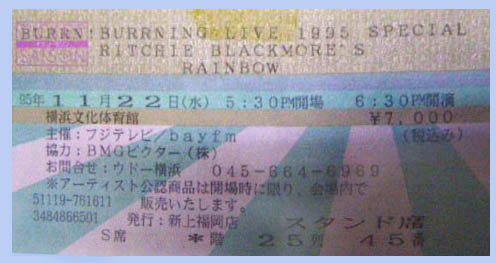 BURRN! BURRNING LIVE 1995 SPECIAL
RITCHIE BLACKMORE'S
RAINBOW
95年11月22日(水) 5:30PM開場 6:30PM開演
横浜文化体育館 ¥7,000
主催：フジテレビ/bayfm (税込み)
協力：BMGビクター(株)
お問合せ：ウドー横浜 045-664-6969
※アーティスト公認商品は開場時に限り、会場内で
51119-761611 販売いたします。
3484866501 発行：新上福岡店 スタンド席
S席 *階 25列 45番